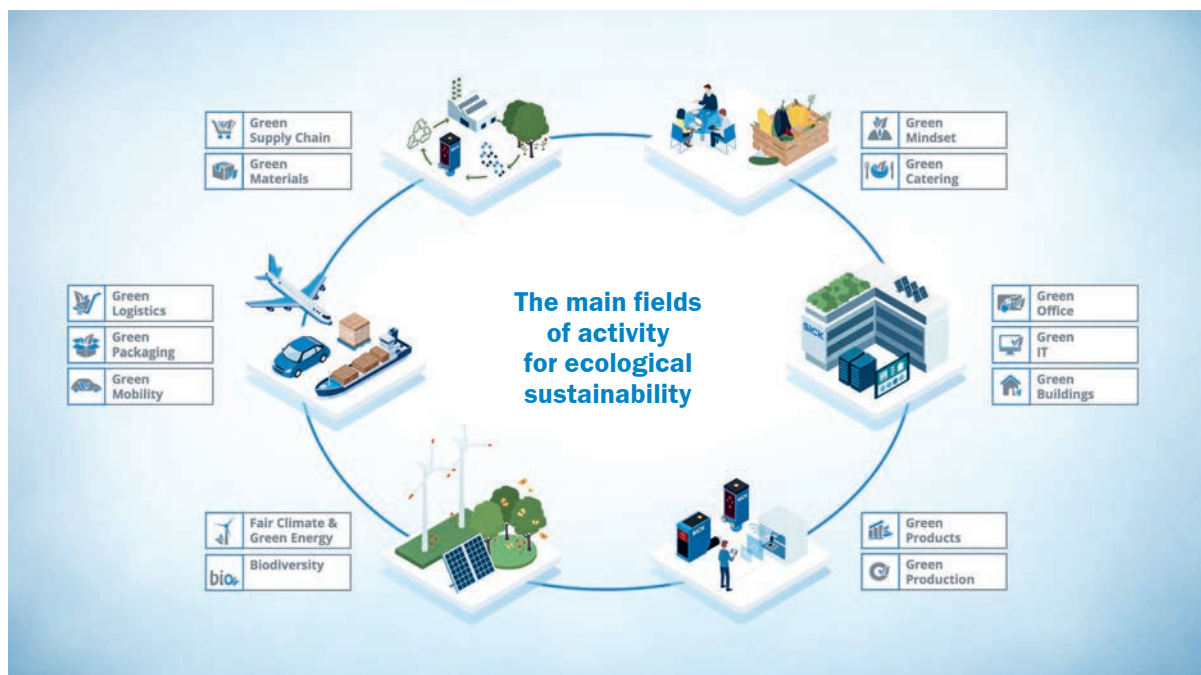 Green
Supply Chain
Green
Materials
Green
Mindset
Green
Catering
Green
Logistics
Green
Packaging
Green
Mobility
The main fields
of activity
for ecological
sustainability
SICK
Green
Office
Green
IT
Green
Buildings
Fair Climate &
Green Energy
bio
Biodiversity
SICK
SICK
Green
Products
Green
Production